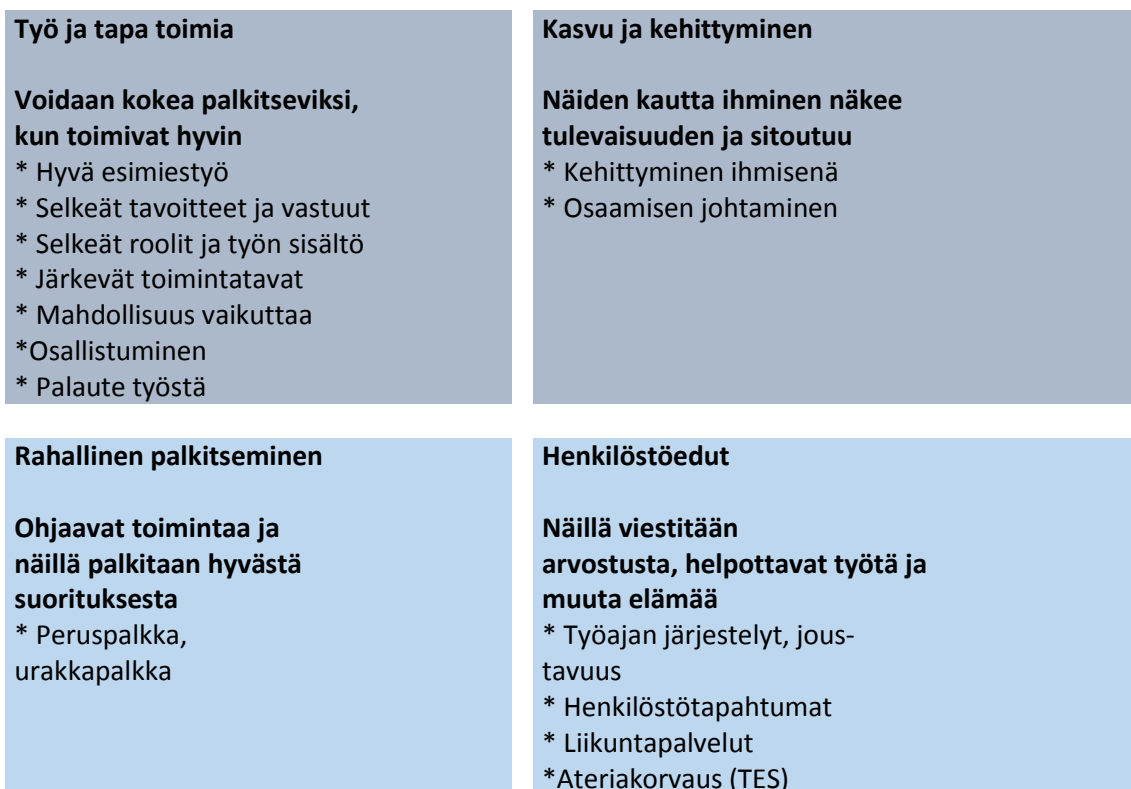 Työ ja tapa toimia
Voidaan kokea palkitseviksi,
kun toimivat hyvin
* Hyvä esimiestyö
* Selkeät tavoitteet ja vastuut
* Selkeät roolit ja työn sisältö
* Järkevät toimintatavat
* Mahdollisuus vaikuttaa
*Osallistuminen
* Palaute työstä
Kasvu ja kehittyminen
Näiden kautta ihminen näkee
tulevaisuuden ja sitoutuu
* Kehittyminen ihmisenä
* Osaamisen johtaminen
Rahallinen palkitseminen
Ohjaavat toimintaa ja
näillä palkitaan hyvästä
suorituksesta
* Peruspalkka,
urakkapalkka
Henkilöstöedut
Näillä viestitään
arvostusta, helpottavat työtä ja
muuta elämää
* Työajan järjestelyt, jous-
tavuus
* Henkilöstötapahtumat
* Liikuntapalvelut
*Ateriakorvaus (TES)